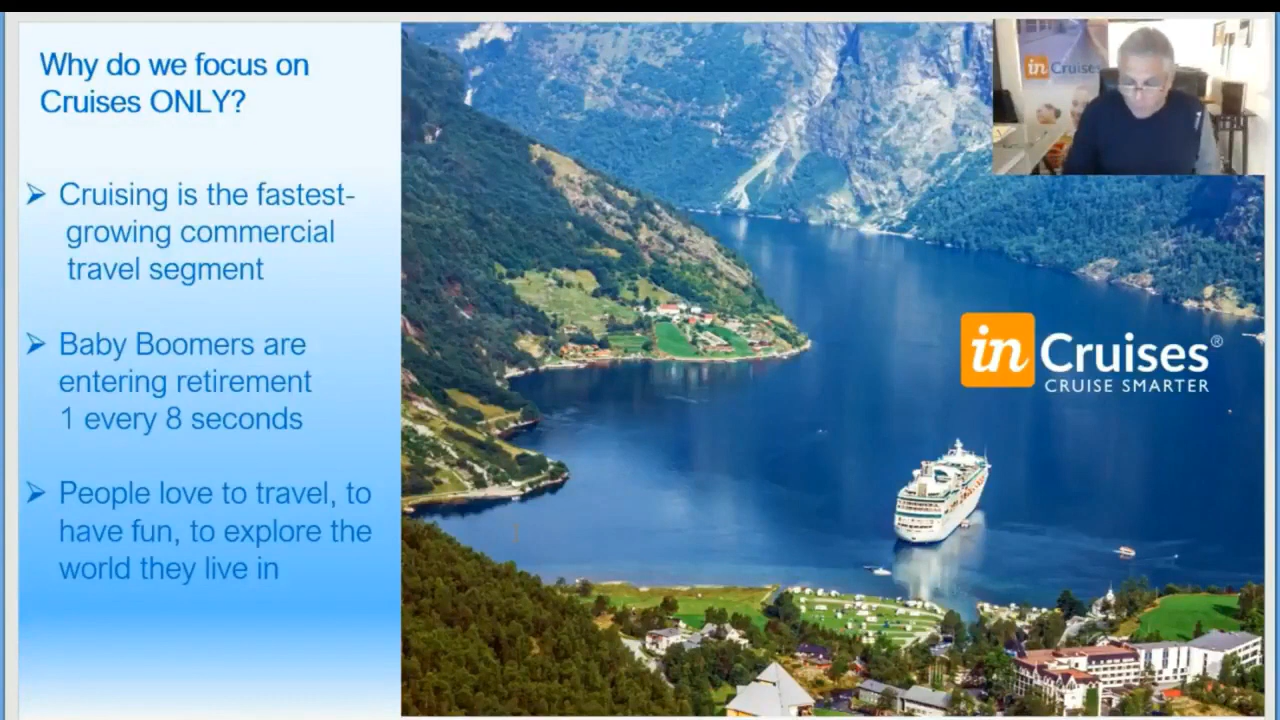 Why do we focus on
Cruises ONLY?
➢ Cruising is the fastest-
growing commercial
travel segment
➢ Baby Boomers are
entering retirement
1 every 8 seconds
➢ People love to travel, to
have fun, to explore the
world they live in
in Cruises
in Cruises®
CRUISE SMARTER